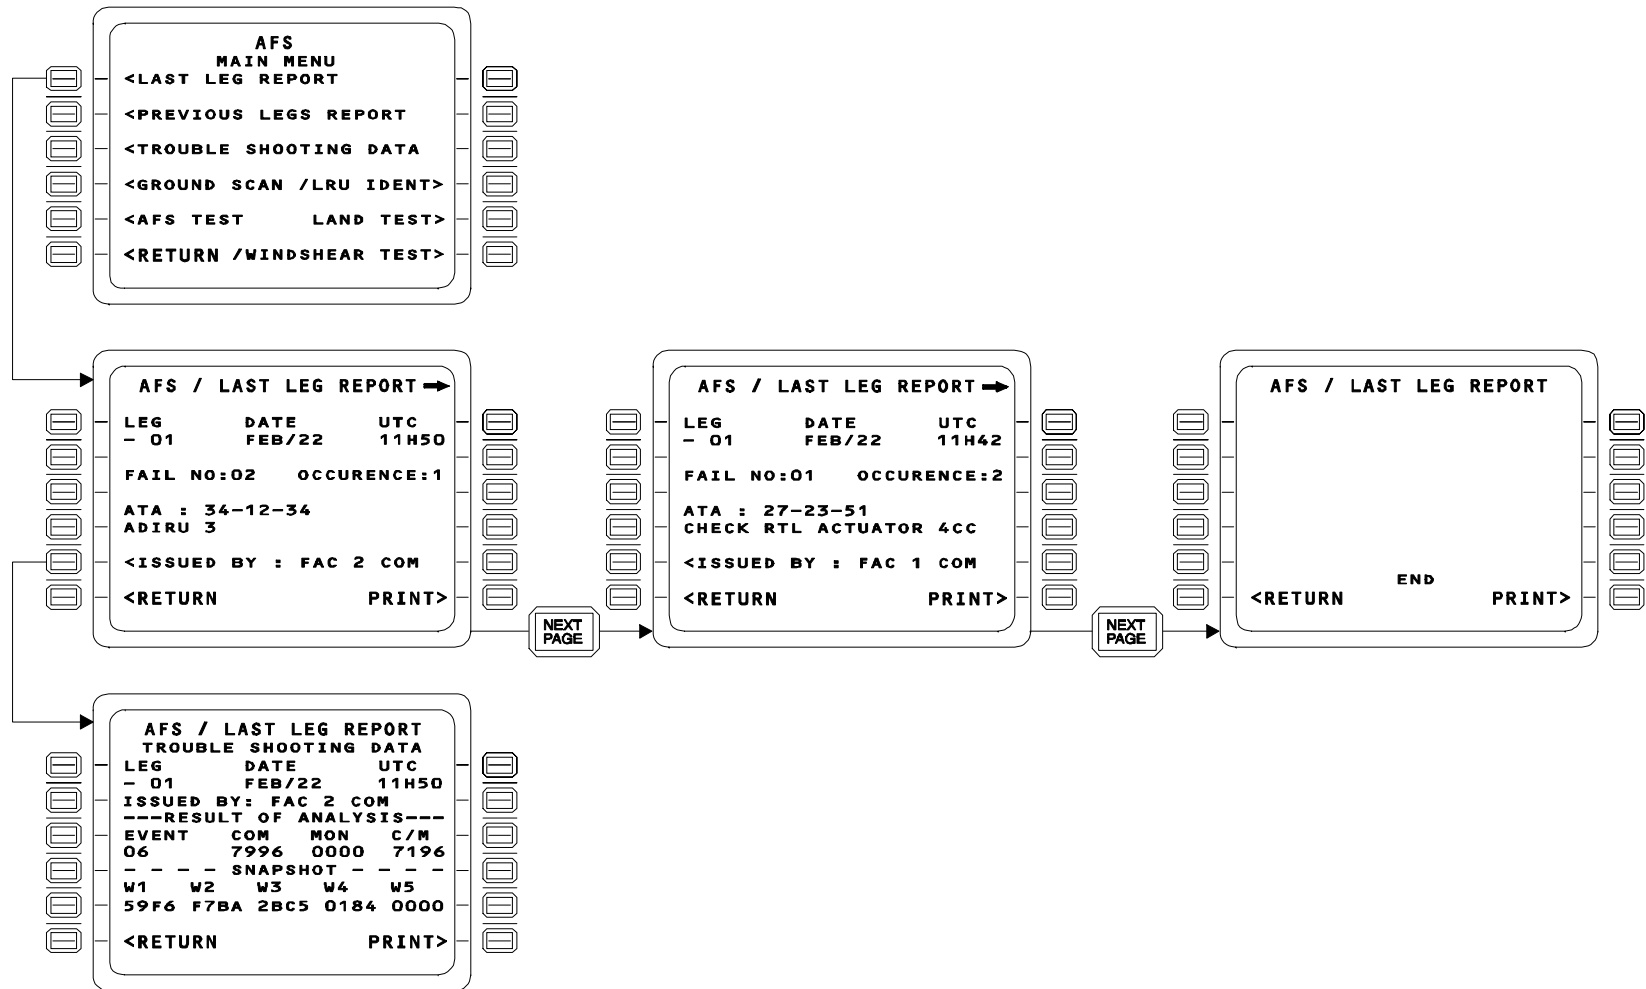 AFS
MAIN MENU
<LAST LEG REPORT
<PREVIOUS LEGS REPORT
<TROUBLE SHOOTING DATA
<GROUND SCAN /LRU IDENT>
<AFS TEST LAND TEST>
<RETURN /WINDSHEAR TEST>
AFS / LAST LEG REPORT
LEG DATE UTC
– 01 FEB/22 11H50
FAIL NO:02 OCCURENCE:1
ATA : 34–12–34
ADIRU 3
<ISSUED BY : FAC 2 COM
<RETURN PRINT>
NEXT
PAGE
AFS / LAST LEG REPORT
LEG DATE UTC
– 01 FEB/22 11H42
FAIL NO:01 OCCURENCE:2
ATA : 27–23–51
CHECK RTL ACTUATOR 4CC
<ISSUED BY : FAC 1 COM
<RETURN PRINT>
NEXT
PAGE
AFS / LAST LEG REPORT
END
<RETURN PRINT>
AFS / LAST LEG REPORT
TROUBLE SHOOTING DATA
LEG DATE UTC
– 01 FEB/22 11H50
ISSUED BY: FAC 2 COM
–––RESULT OF ANALYSIS–––
EVENT COM MON C/M
06 7996 0000 7196
– – – – SNAPSHOT – – – –
W1 W2 W3 W4 W5
59F6 F7BA 2BC5 0184 0000
<RETURN PRINT>